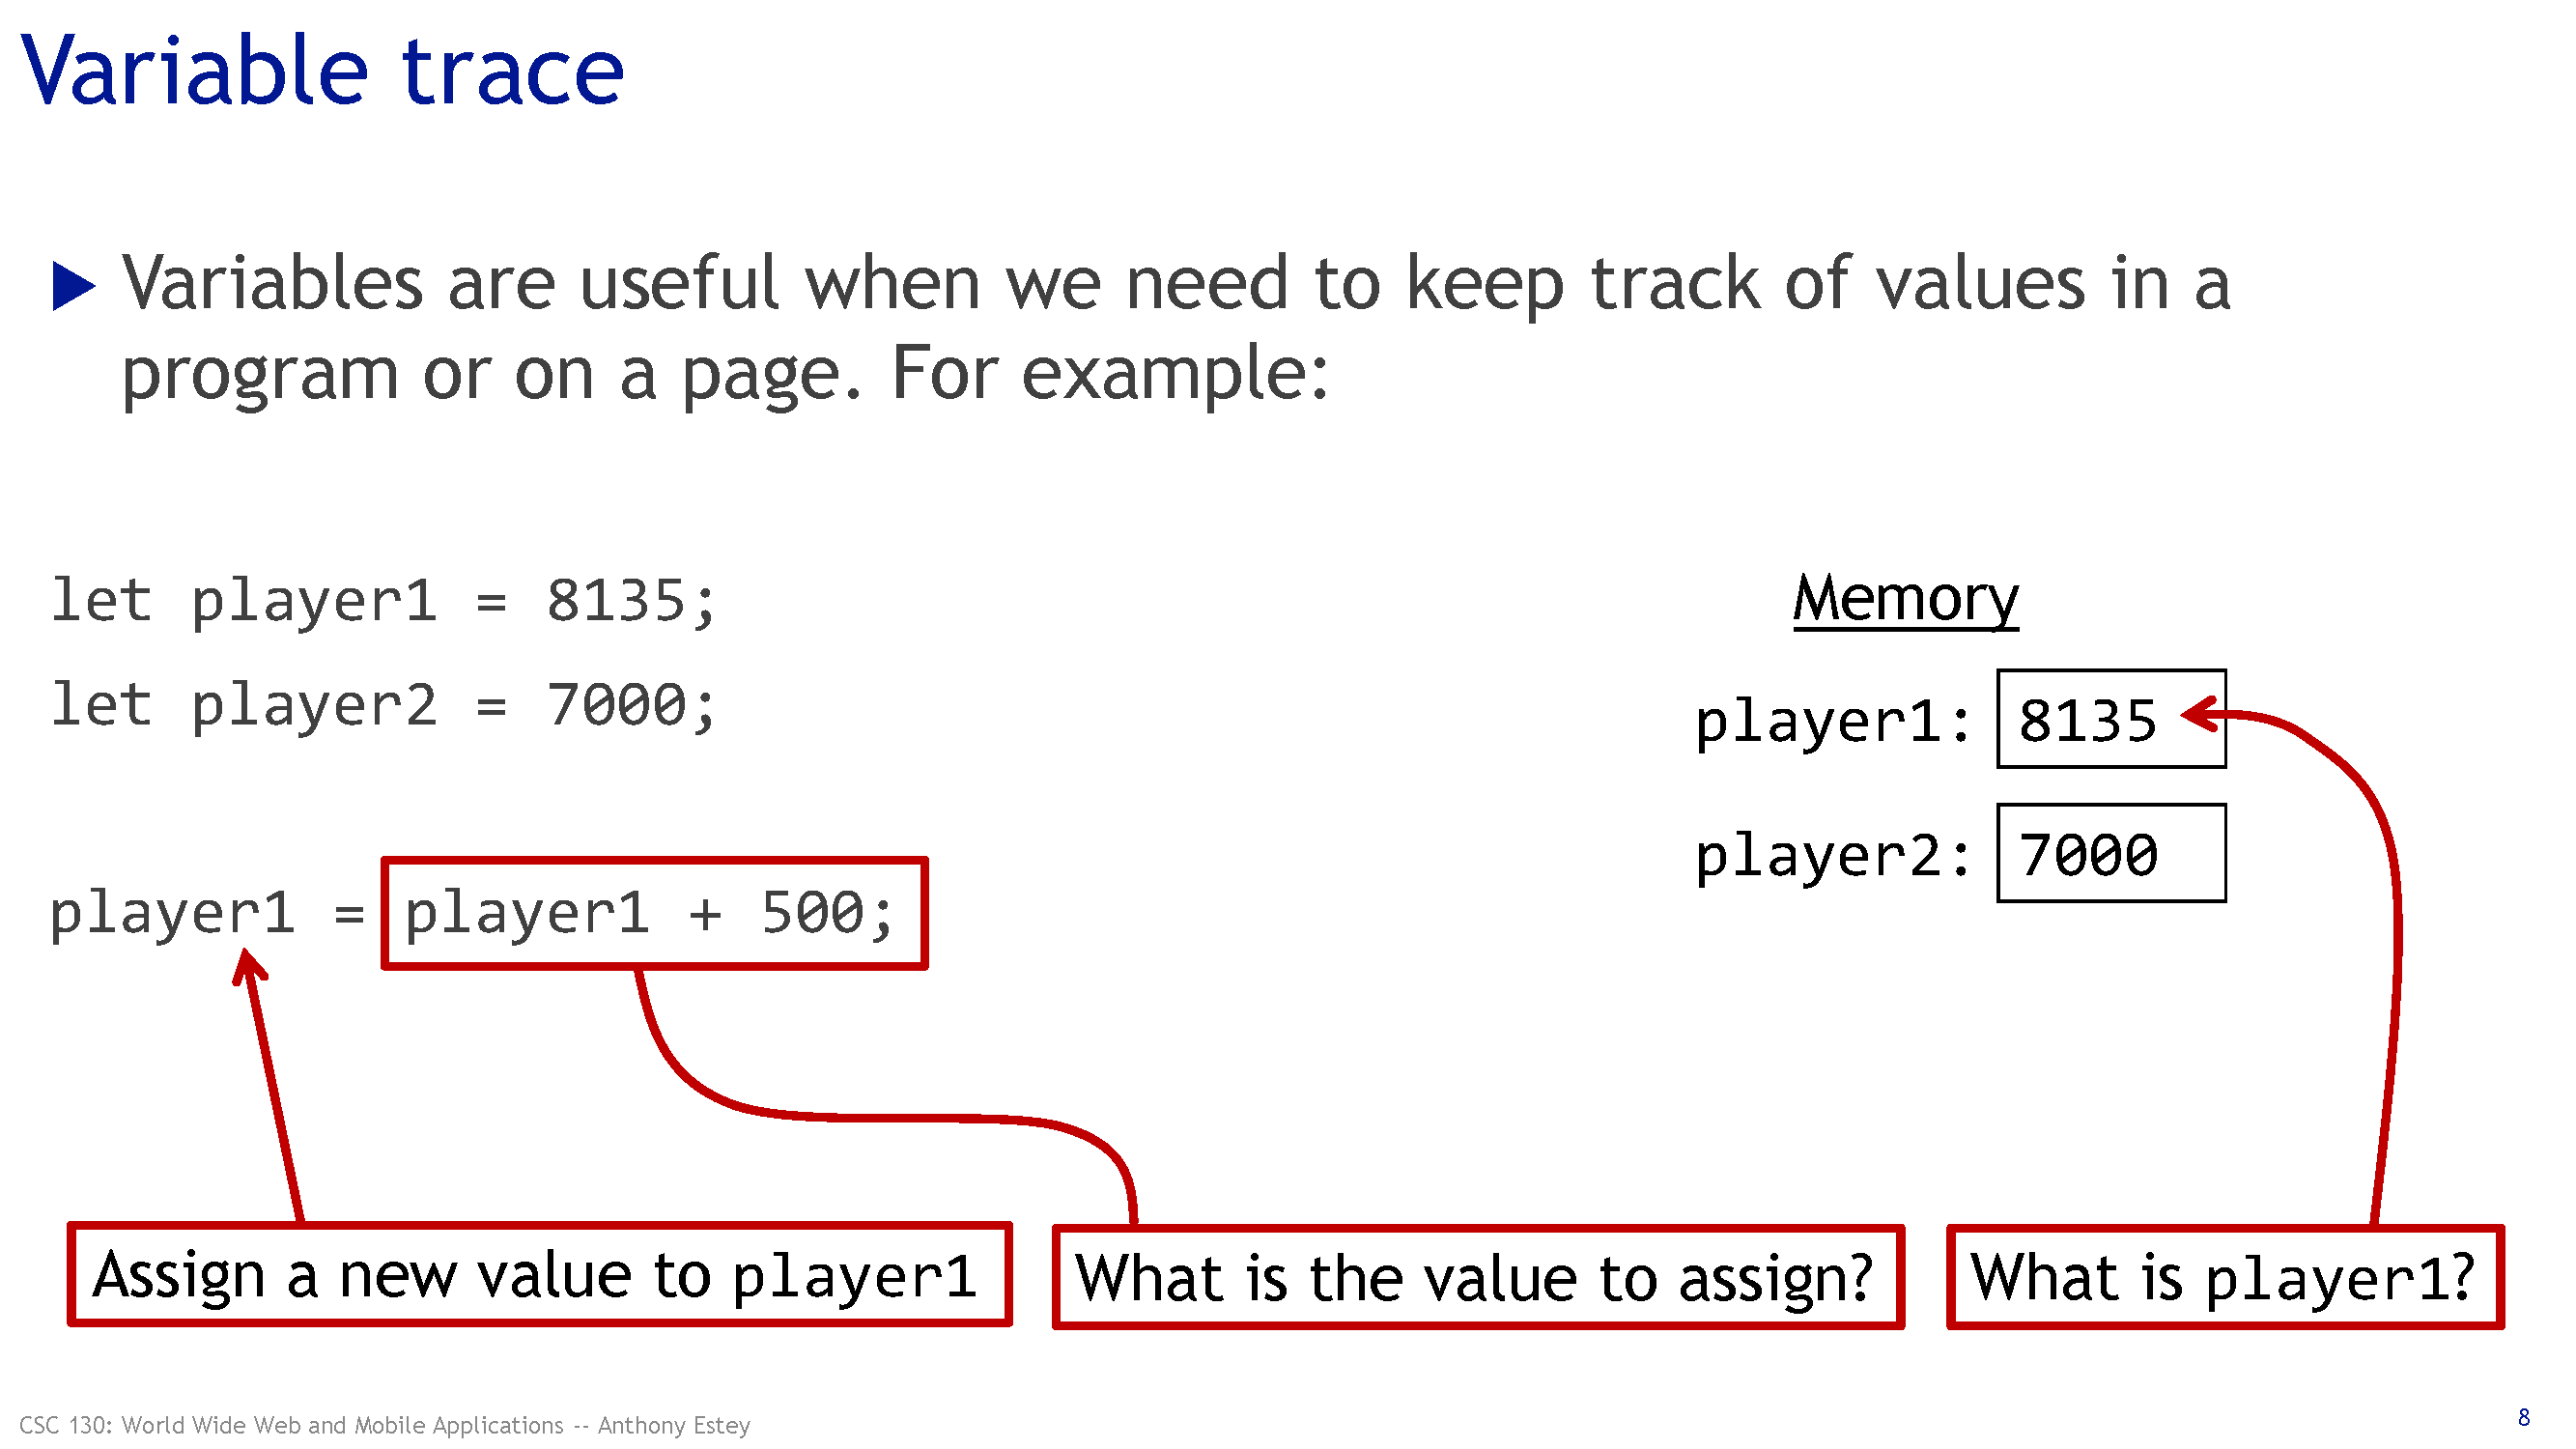 Variable trace
Variables are useful when we need to keep track of values in a
program or on a page. For example:
let player1 = 8135;
let player2 = 7000;
player1 = player1 + 500;
Memory
player1: 8135
player2: 7000
Assign a new value to player1
What is the value to assign?
What is player1?
CSC 130: World Wide Web and Mobile Applications -- Anthony Estey
8